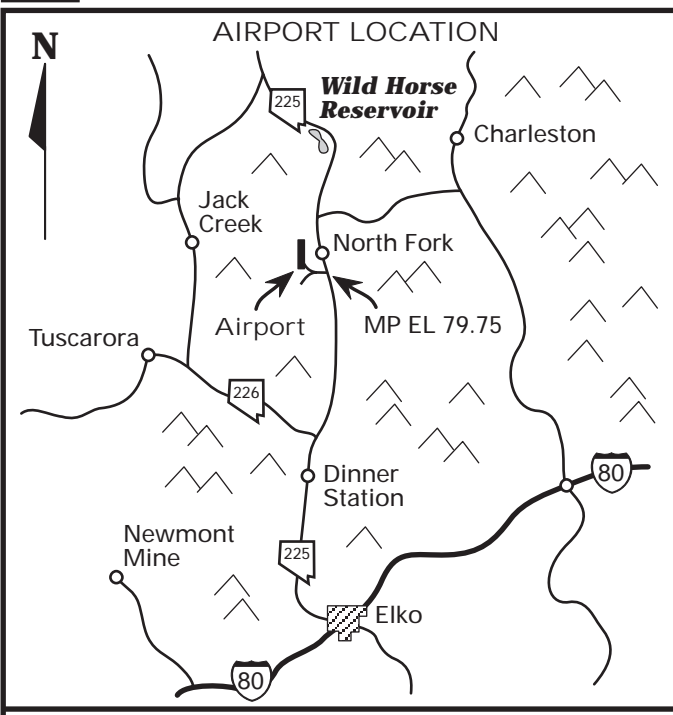 AIRPORT LOCATION
N
225
Wild Horse
Reservoir
Charleston
Jack
Creek
North Fork
Airport
MP EL 79.75
Tuscarora
226
Dinner
Station
80
Newmont
Mine
225
Elko
80